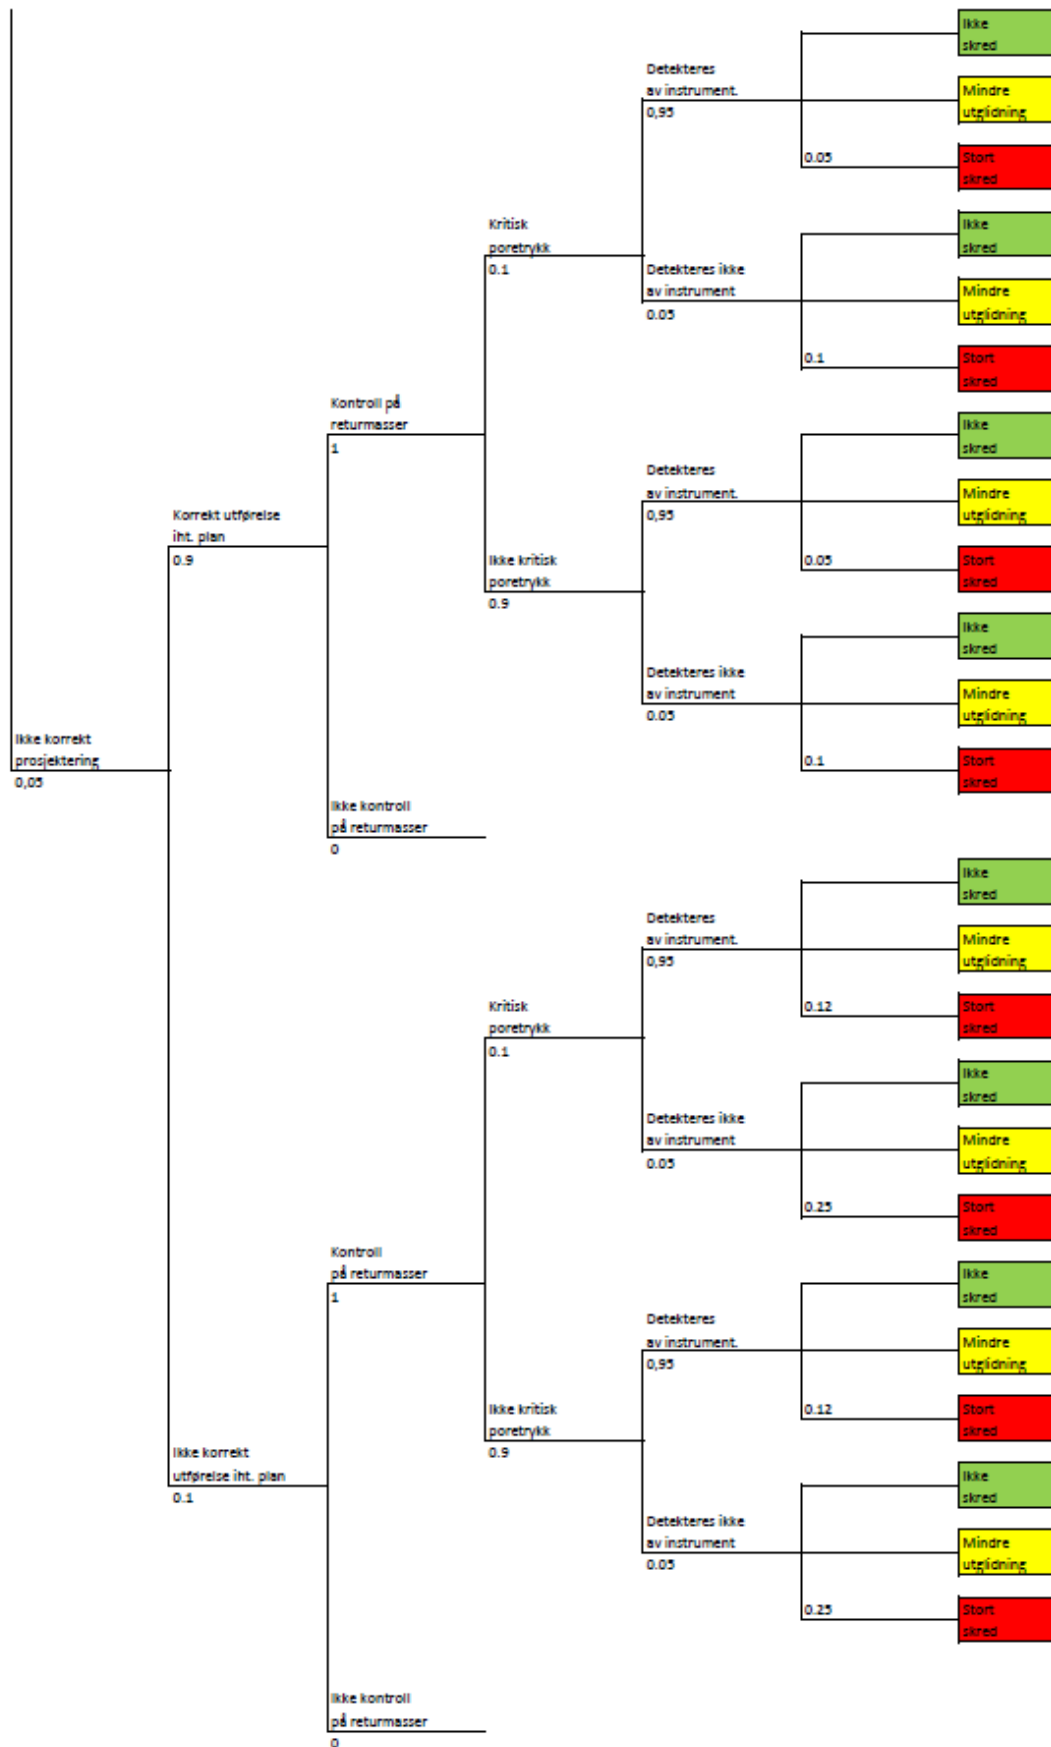 Ikke
skred
Detekteres
av instrument.
0,95
Mindre
utglidning
0.05
Stort
skred
Kritisk
poretrykk
0.1
Ikke
skred
Detekteres ikke
av instrument
0.05
Mindre
utglidning
0.1
Stort
skred
Kontroll på
returmasser
1
Ikke
skred
Detekteres
av instrument.
0,95
Mindre
utglidning
Korrekt utførelse
iht. plan
0.9
Ikke kritisk
poretrykk
0.9
0.05
Stort
skred
Ikke
skred
Detekteres ikke
av instrument
0.05
Mindre
utglidning
Ikke korrekt
prosjektering
0,05
0.1
Stort
skred
Ikke kontroll
på returmasser
0
Ikke
skred
Detekteres
av instrument.
0,95
Mindre
utglidning
Kritisk
poretrykk
0.1
0.12
Stort
skred
Ikke
skred
Detekteres ikke
av instrument
0.05
Mindre
utglidning
0.25
Stort
skred
Kontroll
på returmasser
1
Ikke
skred
Detekteres
av instrument.
0,95
Mindre
utglidning
Ikke kritisk
poretrykk
0.9
0.12
Stort
skred
Ikke korrekt
utførelse iht. plan
0.1
Ikke
skred
Detekteres ikke
av instrument
0.05
Mindre
utglidning
0.25
Stort
skred
Ikke kontroll
på returmasser
0